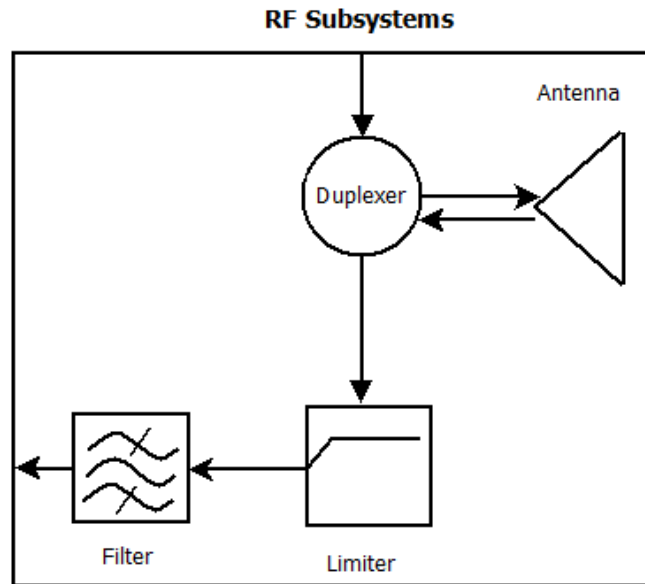 RF Subsystems
Antenna
Duplexer
Filter
Limiter